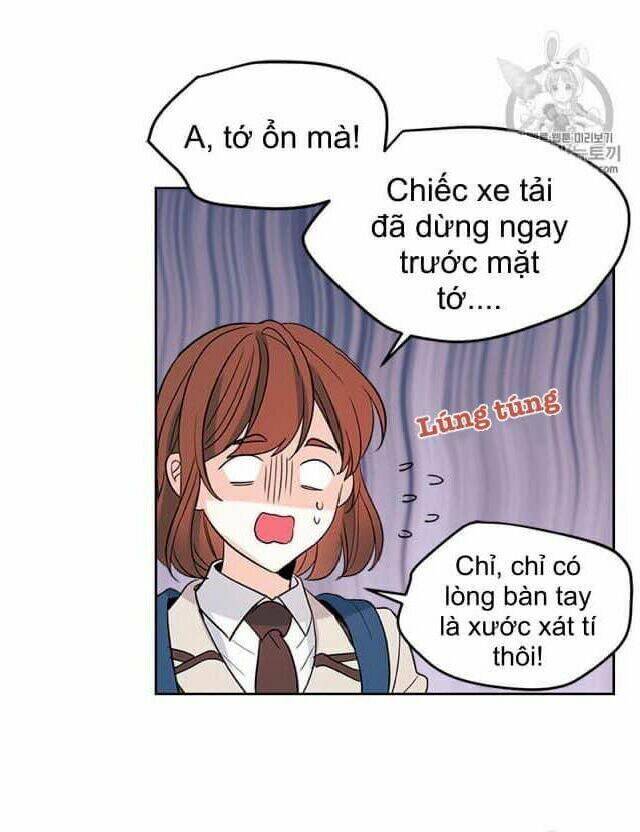 A, tớ ổn mà!
Chiếc xe tải
đã dừng ngay
trước mặt
tớ....
Lúng túng
Chỉ, chỉ có
lòng bàn tay
là xước xát tí
thôi!